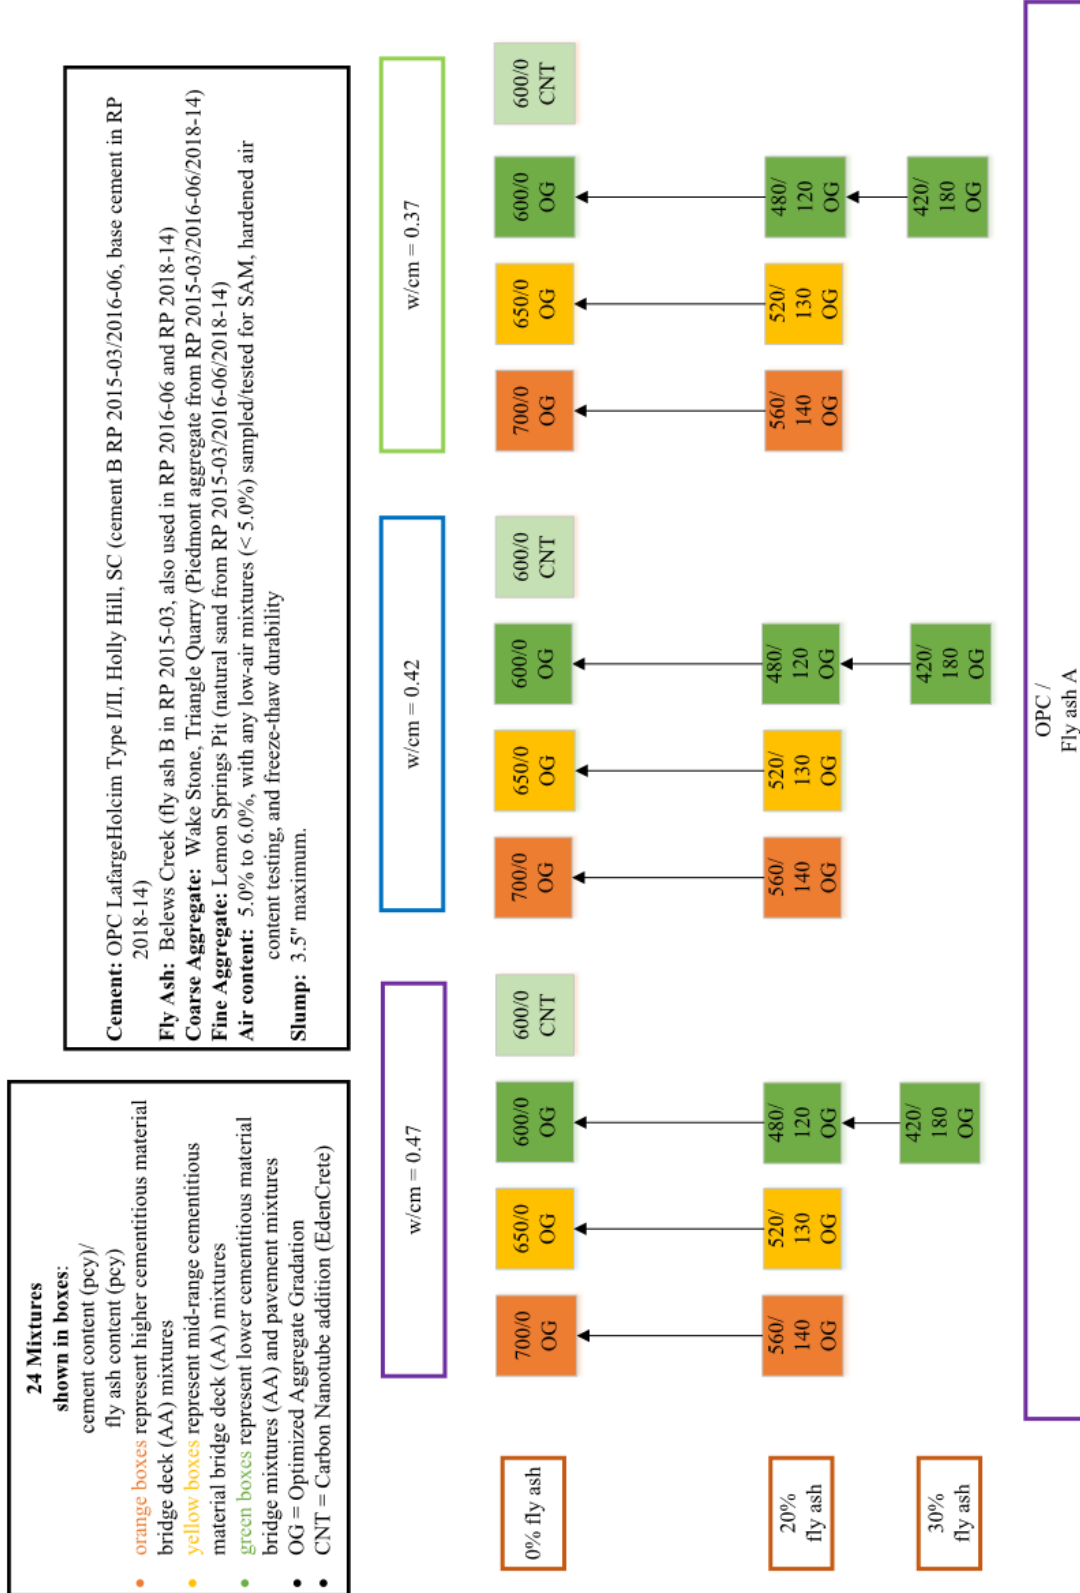 24 Mixtures
shown in boxes:
cement content (pcy)/
fly ash content (pcy)
• orange boxes represent higher cementitious material
bridge deck (AA) mixtures
• yellow boxes represent mid-range cementitious
material bridge deck (AA) mixtures
• green boxes represent lower cementitious material
bridge mixtures (AA) and pavement mixtures
• OG = Optimized Aggregate Gradation
• CNT = Carbon Nanotube addition (EdenCrete)
Cement: OPC LafargeHolcim Type I/II, Holly Hill, SC (cement B RP 2015-03/2016-06, base cement in RP
2018-14)
Fly Ash: Belews Creek (fly ash B in RP 2015-03, also used in RP 2016-06 and RP 2018-14)
Coarse Aggregate: Wake Stone, Triangle Quarry (Piedmont aggregate from RP 2015-03/2016-06/2018-14)
Fine Aggregate: Lemon Springs Pit (natural sand from RP 2015-03/2016-06/2018-14)
Air content: 5.0% to 6.0%, with any low-air mixtures (< 5.0%) sampled/tested for SAM, hardened air
content testing, and freeze-thaw durability
Slump: 3.5" maximum.
w/cm = 0.47
w/cm = 0.42
w/cm = 0.37
0% fly ash
700/0
OG
650/0
OG
600/0
OG
600/0
CNT
700/0
OG
650/0
OG
600/0
OG
600/0
CNT
700/0
OG
650/0
OG
600/0
OG
600/0
CNT
20%
fly ash
560/
140
OG
520/
130
OG
480/
120
OG
560/
140
OG
520/
130
OG
480/
120
OG
560/
140
OG
520/
130
OG
480/
120
OG
30%
fly ash
420/
180
OG
420/
180
OG
420/
180
OG
OPC /
Fly ash A